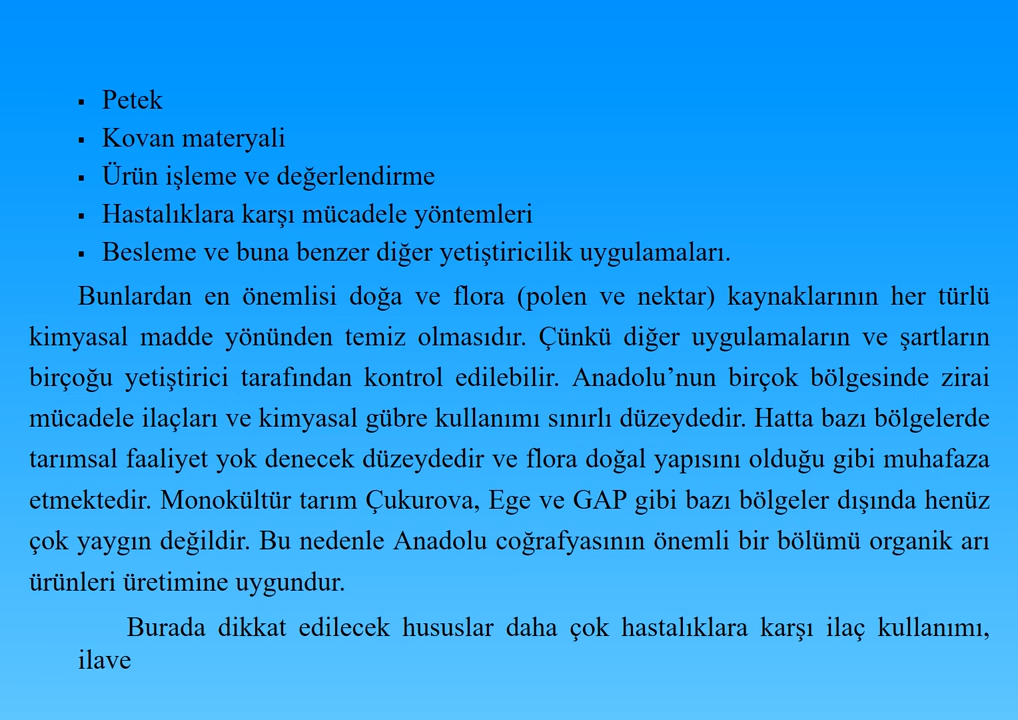 ▪ Petek
▪ Kovan materyali
▪ Ürün işleme ve değerlendirme
▪ Hastalıklara karşı mücadele yöntemleri
▪ Besleme ve buna benzer diğer yetiştiricilik uygulamaları.
Bunlardan en önemlisi doğa ve flora (polen ve nektar) kaynaklarının her türlü
kimyasal madde yönünden temiz olmasıdır. Çünkü diğer uygulamaların ve şartların
birçoğu yetiştirici tarafından kontrol edilebilir. Anadolu’nun birçok bölgesinde zirai
mücadele ilaçları ve kimyasal gübre kullanımı sınırlı düzeydedir. Hatta bazı bölgelerde
tarımsal faaliyet yok denecek düzeydedir ve flora doğal yapısını olduğu gibi muhafaza
etmektedir. Monokültür tarım Çukurova, Ege ve GAP gibi bazı bölgeler dışında henüz
çok yaygın değildir. Bu nedenle Anadolu coğrafyasının önemli bir bölümü organik arı
ürünleri üretimine uygundur.
Burada dikkat edilecek hususlar daha çok hastalıklara karşı ilaç kullanımı,
ilave